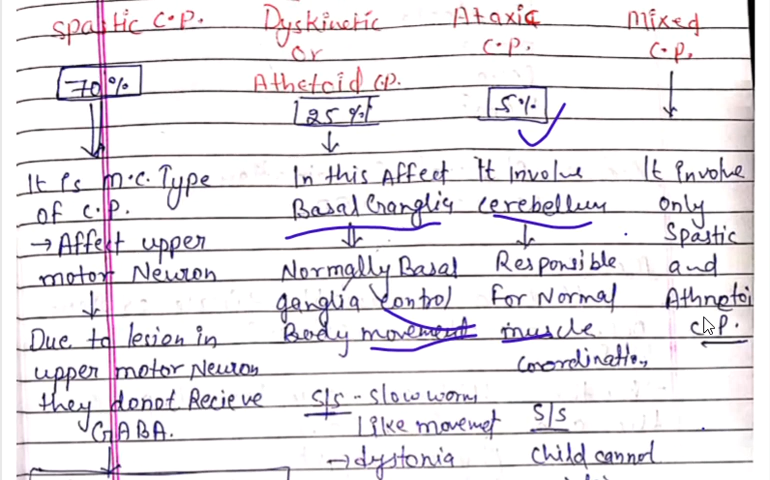 Spastic C.P.
70%
It is m.c. Type
of C.P.
→ Affect upper
motor Neuron
Due to lesion in
upper motor Neuron
they donot Recieve
GABA.
Dyskinetic
or
Athetoid C.P.
25%
In this Affect
Basal Ganglia
Normally Basal
ganglia control
Body movement
S/S - Slow worm
like movemet
→ dystonia
Ataxic
C.P.
5%
It Involve
cerebellum
Responsible
for Normal
muscle
coordination
S/S
child cannot
mixed
C.P.
It involve
only
Spastic
and
Athnetoi
C.P.